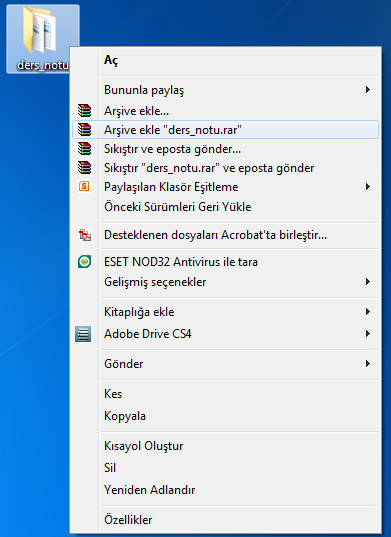 ders_notu
Aç
Bununla paylaş
Arşive ekle...
Arşive ekle "ders_notu.rar"
Sıkıştır ve eposta gönder...
Sıkıştır "ders_notu.rar" ve eposta gönder
Paylaşılan Klasör Eşitleme
Önceki Sürümleri Geri Yükle
Desteklenen dosyaları Acrobat'ta birleştir...
ESET NOD32 Antivirus ile tara
Gelişmiş seçenekler
Kitaplığa ekle
Adobe Drive CS4
Gönder
Kes
Kopyala
Kısayol Oluştur
Sil
Yeniden Adlandır
Özellikler